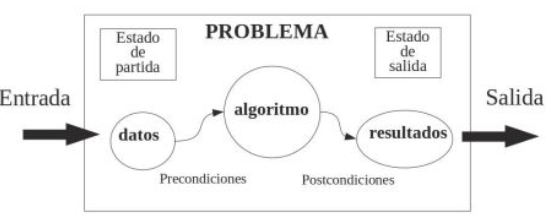 PROBLEMA
Estado
de
partida
Estado
de
salida
Entrada
Salida
datos
algoritmo
resultados
Precondiciones
Postcondiciones